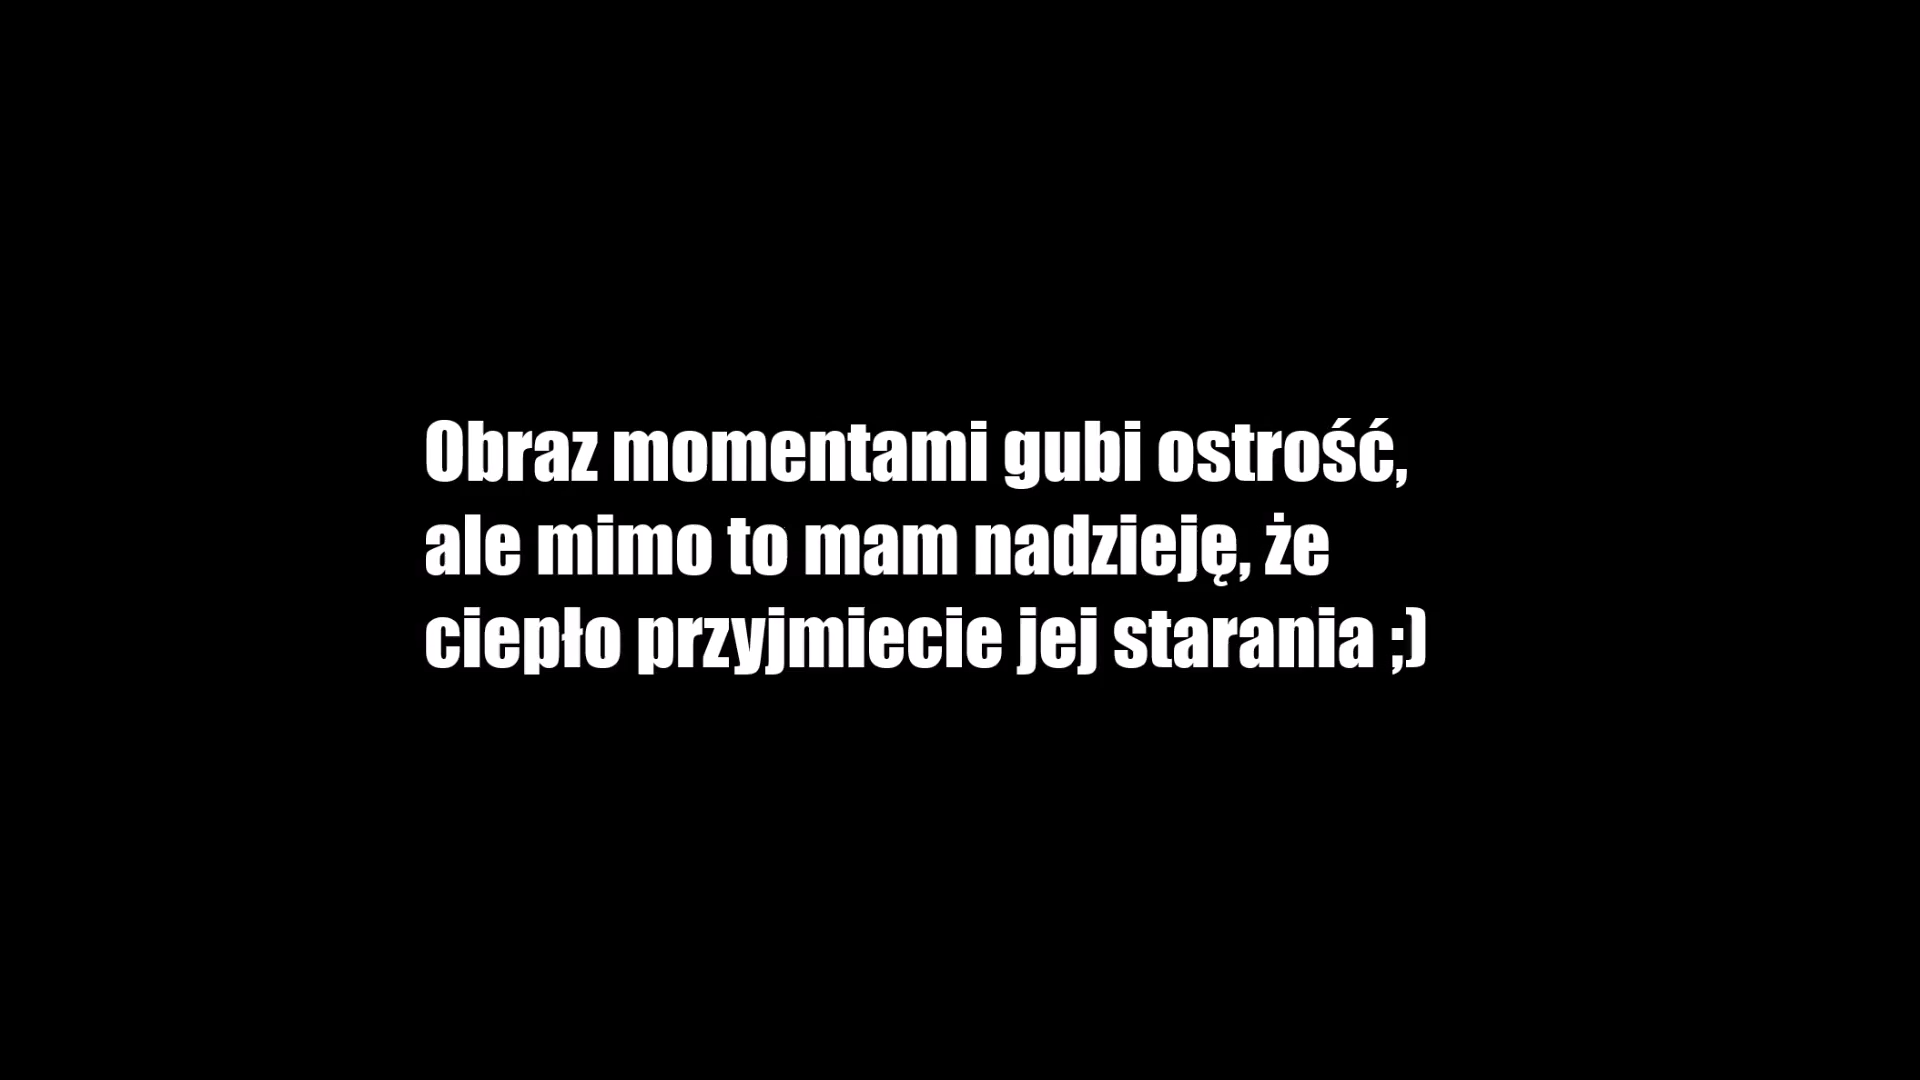 Obraz momentami gubi ostrość,
ale mimo to mam nadzieję, że
ciepło przyjmiecie jej starania ;)